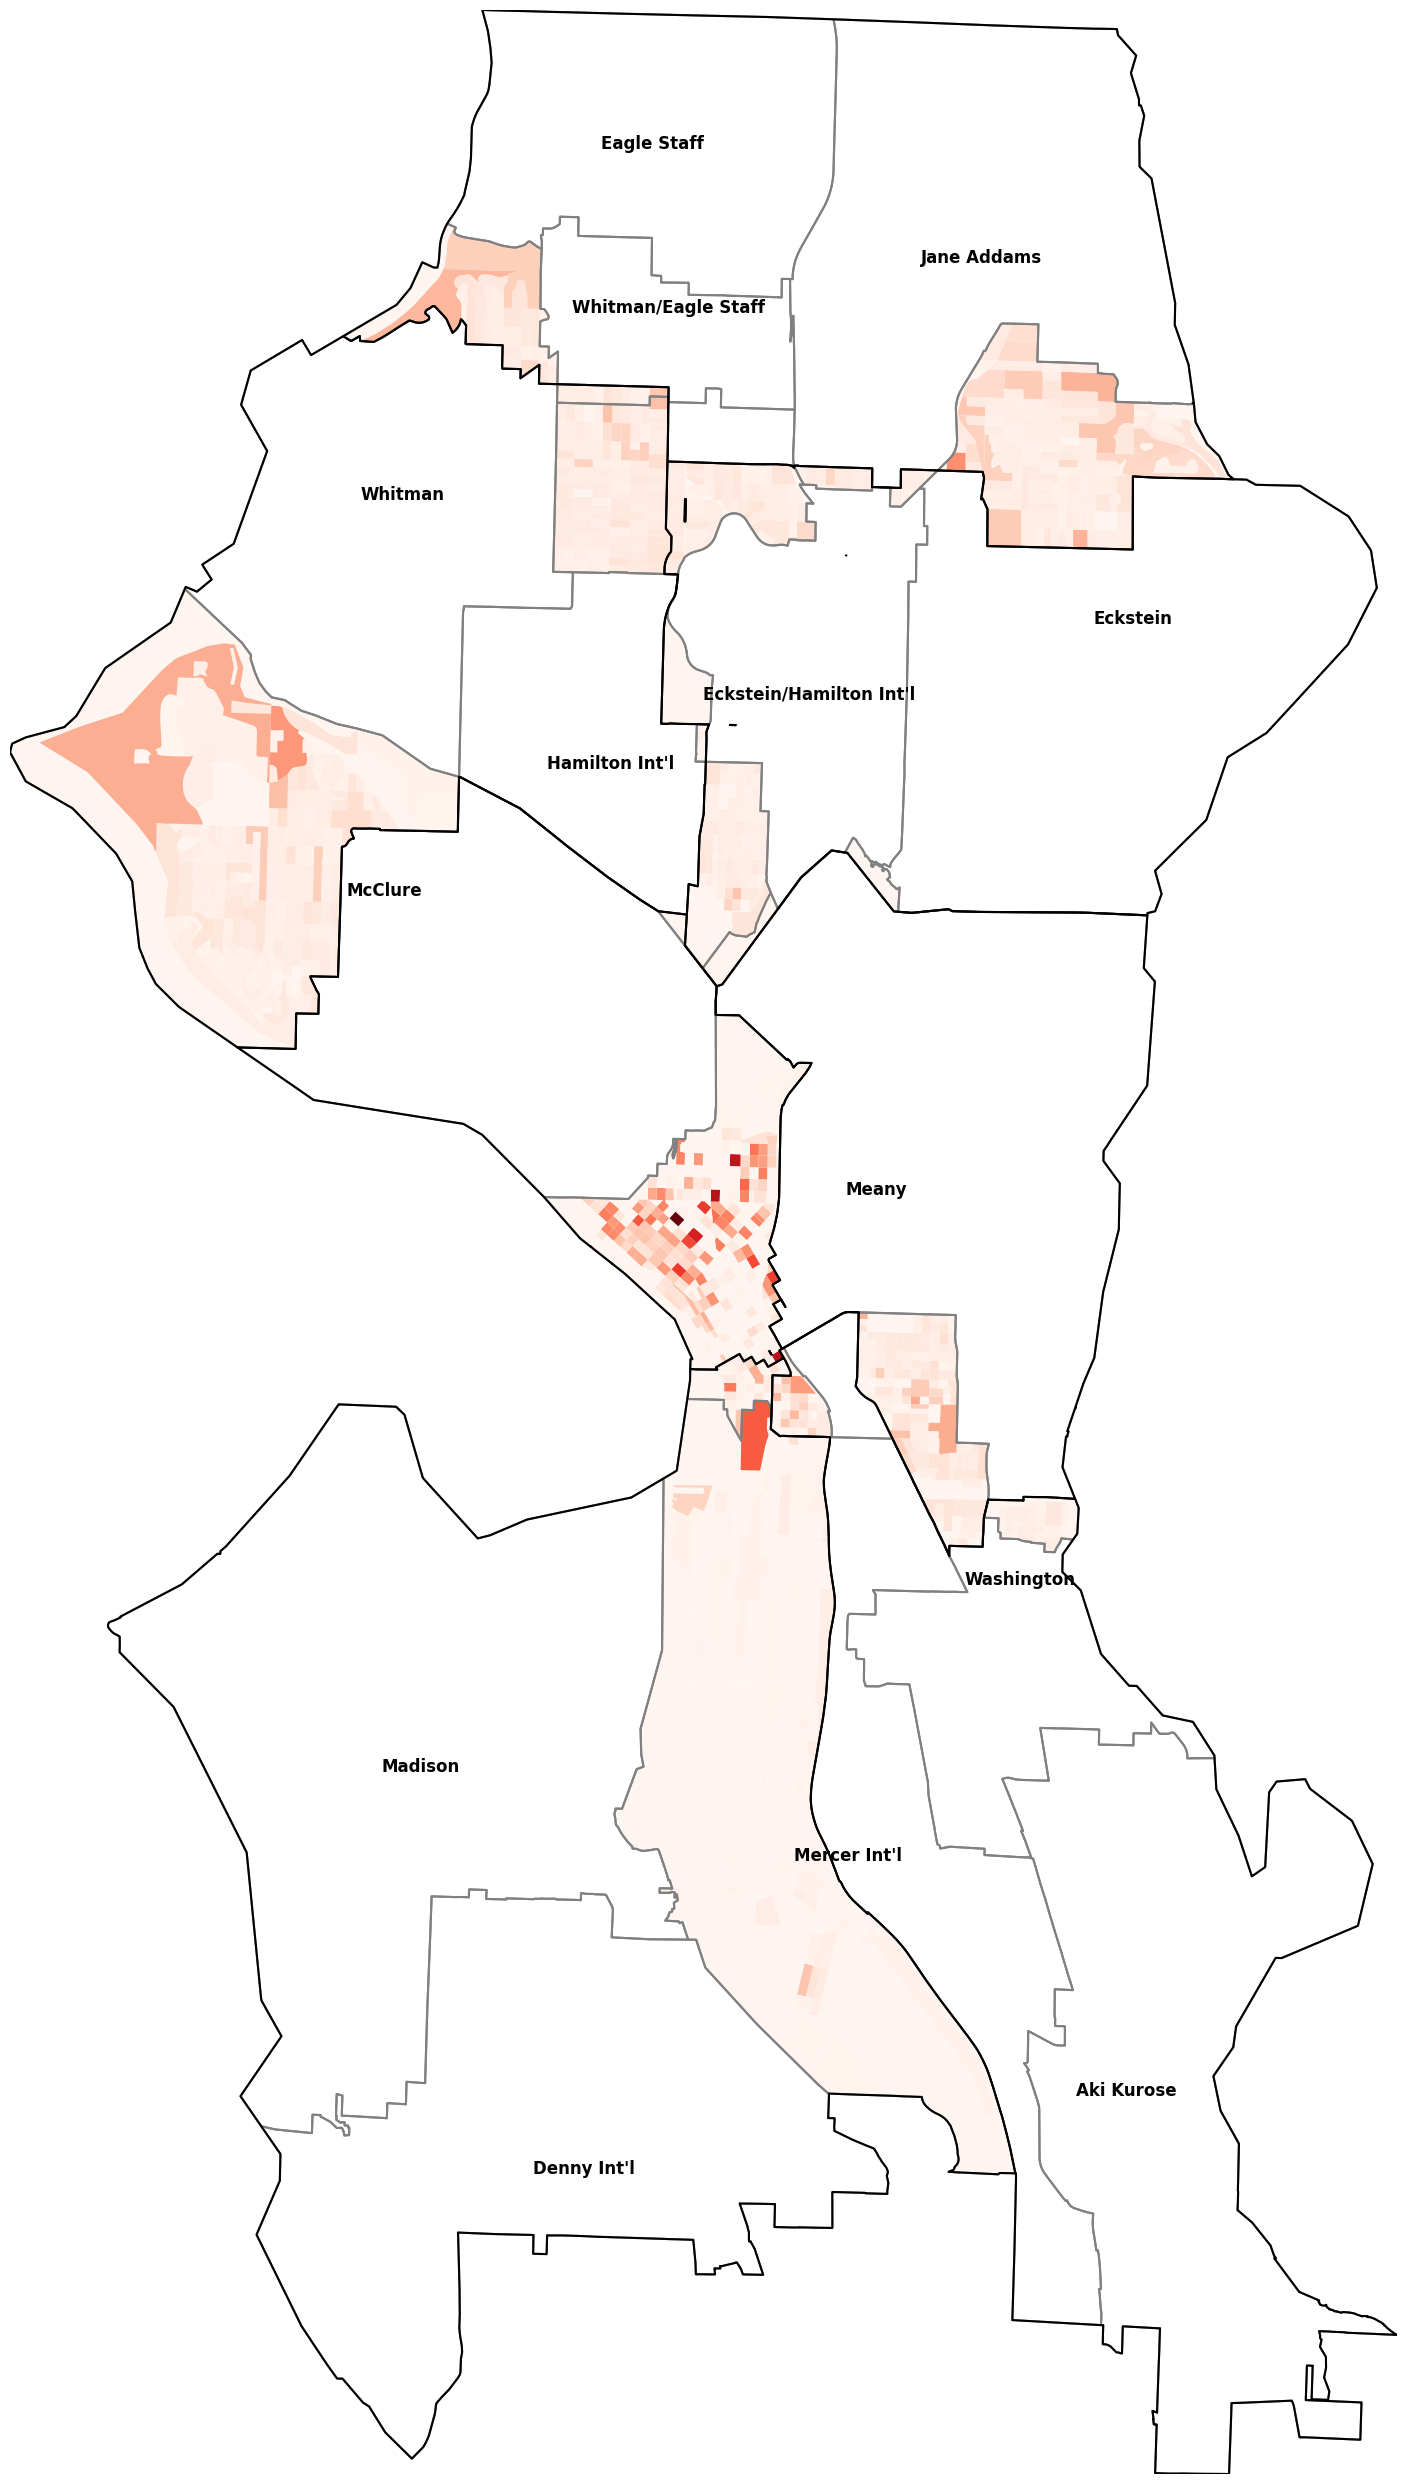 Eagle Staff
Jane Addams
Whitman/Eagle Staff
Whitman
Eckstein
Eckstein/Hamilton Int'l
Hamilton Int'l
McClure
Meany
Washington
Madison
Mercer Int'l
Aki Kurose
Denny Int'l